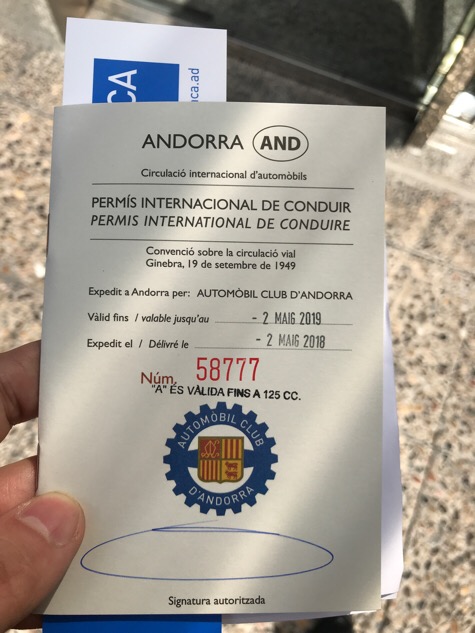 CA
ca.ad
ANDORRA AND
Circulació internacional d'automòbils
PERMÍS INTERNACIONAL DE CONDUIR
PERMIS INTERNATIONAL DE CONDUIRE
Convenció sobre la circulació vial
Ginebra, 19 de setembre de 1949
Expedit a Andorra per: AUTOMÒBIL CLUB D'ANDORRA
Vàlid fins / valable jusqu'au - 2 MAIG 2019
Expedit el / Délivré le - 2 MAIG 2018
Núm. 58777
"A" ÉS VÀLIDA FINS A 125 CC.
AUTOMÒBIL CLUB
D'ANDORRA
Signatura autoritzada